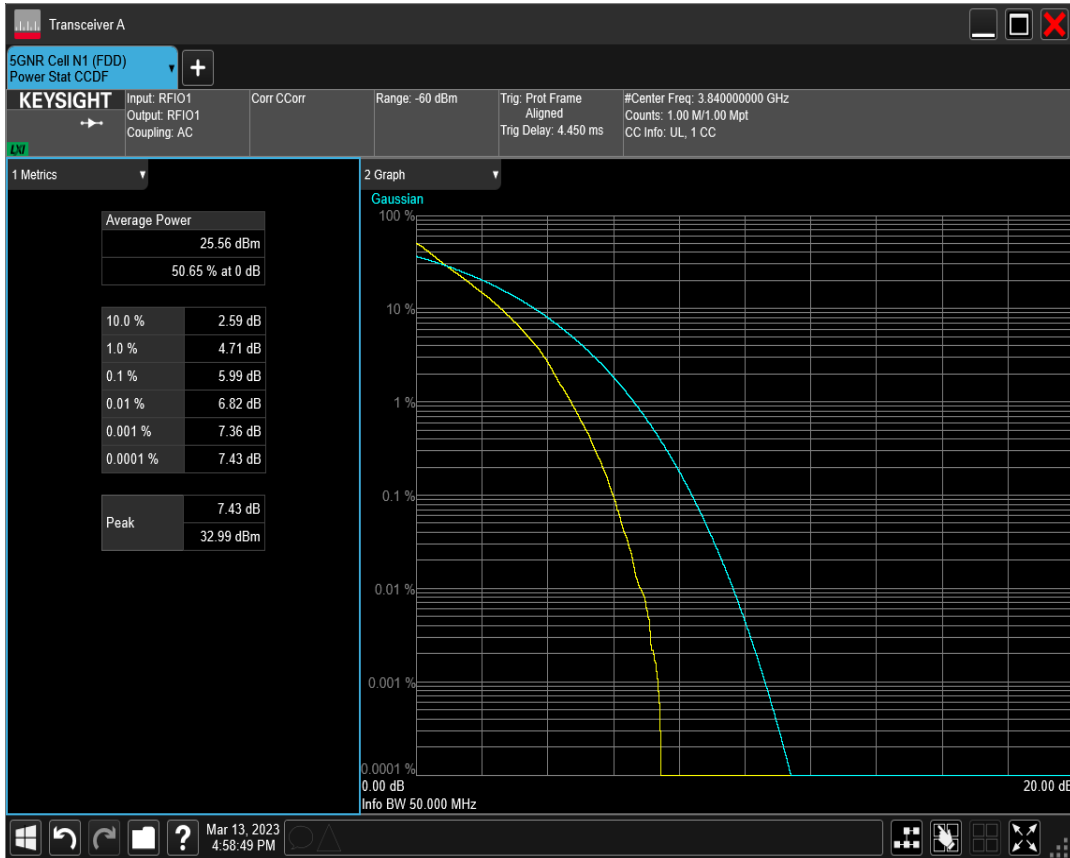 Transceiver A
5GNR Cell N1 (FDD)
Power Stat CCDF
+
KEYSIGHT
LXI
Input: RFIO1
Output: RFIO1
Coupling: AC
Corr CCorr
Range: -60 dBm
Trig: Prot Frame
Aligned
Trig Delay: 4.450 ms
#Center Freq: 3.840000000 GHz
Counts: 1.00 M/1.00 Mpt
CC Info: UL, 1 CC
1 Metrics
Average Power
25.56 dBm
50.65 % at 0 dB
10.0 % 2.59 dB
1.0 % 4.71 dB
0.1 % 5.99 dB
0.01 % 6.82 dB
0.001 % 7.36 dB
0.0001 % 7.43 dB
Peak 7.43 dB
32.99 dBm
2 Graph
Gaussian
100 %
10 %
1 %
0.1 %
0.01 %
0.001 %
0.0001 %
0.00 dB
20.00 dB
Info BW 50.000 MHz
?
Mar 13, 2023
4:58:49 PM